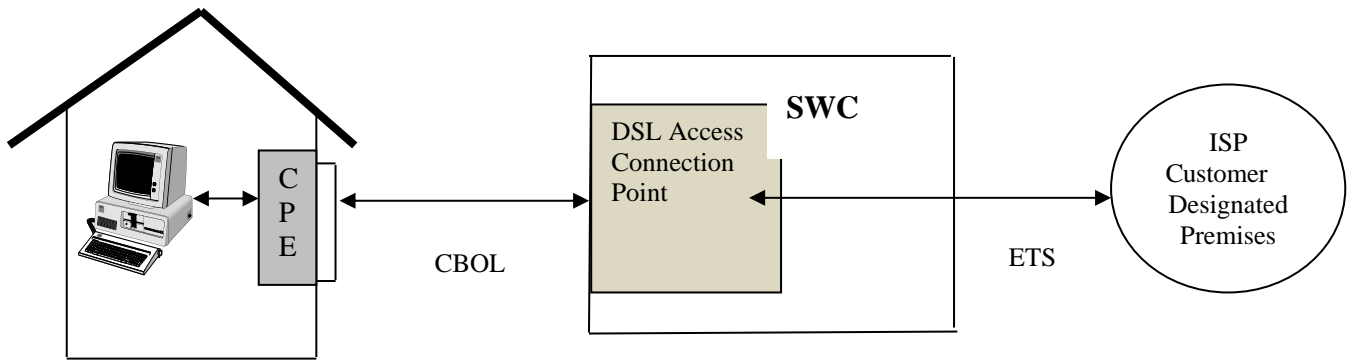 C
P
E
CBOL
DSL Access
Connection
Point
SWC
ETS
ISP
Customer
Designated
Premises